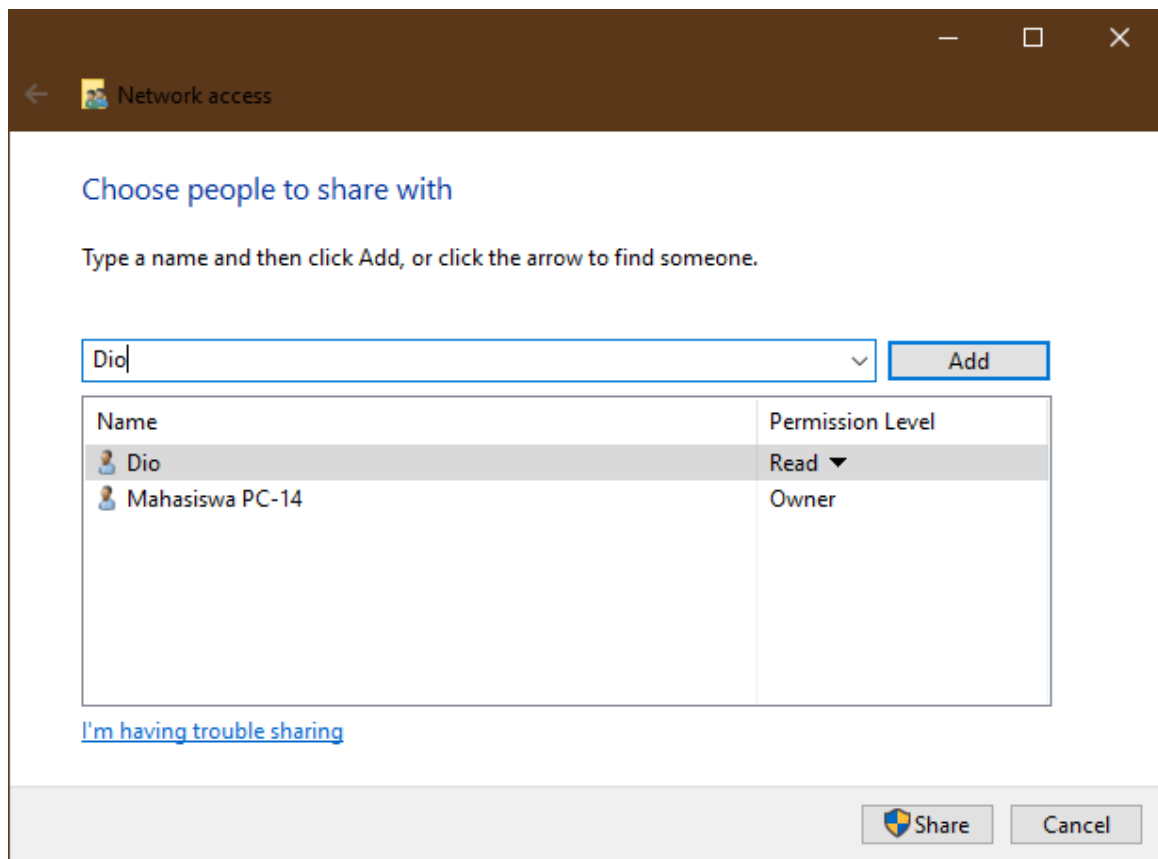 Network access
Choose people to share with
Type a name and then click Add, or click the arrow to find someone.
Dio Add
Name Permission Level
Dio Read
Mahasiswa PC-14 Owner
I'm having trouble sharing
Share Cancel